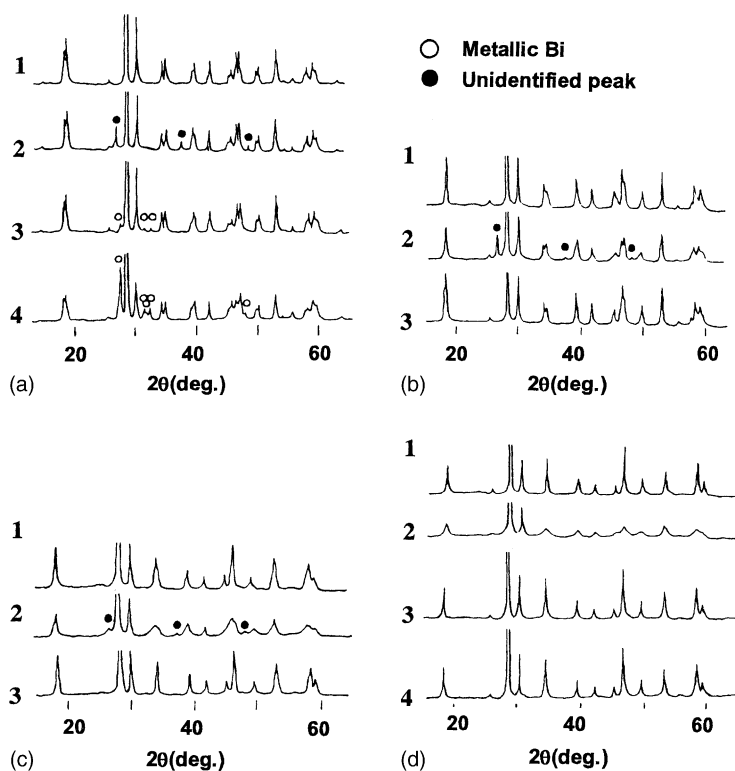 ○ Metallic Bi
● Unidentified peak
1
2
3
4
20 40 60
2θ(deg.)
(a)
1
2
3
20 40 60
2θ(deg.)
(b)
1
2
3
20 40 60
2θ(deg.)
(c)
1
2
3
4
20 40 60
2θ(deg.)
(d)